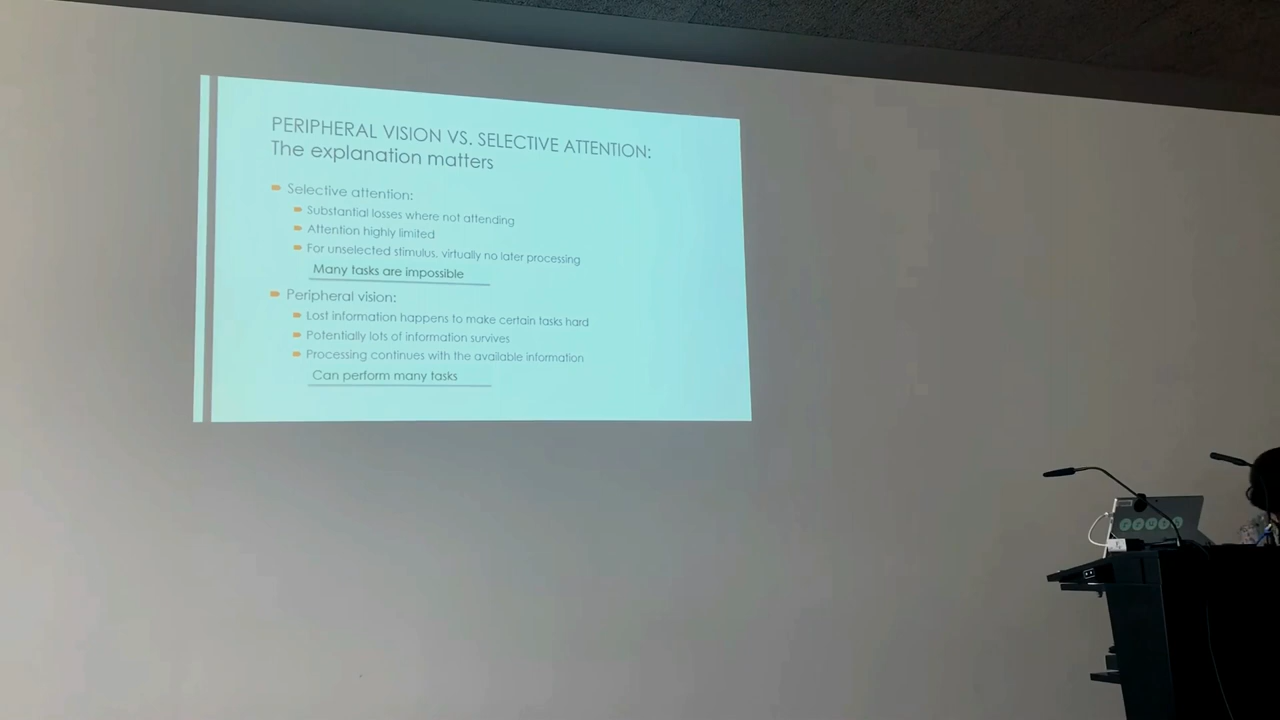 PERIPHERAL VISION VS. SELECTIVE ATTENTION:
The explanation matters
Selective attention:
Substantial losses where not attending
Attention highly limited
For unselected stimulus, virtually no later processing
Many tasks are impossible
Peripheral vision:
Lost information happens to make certain tasks hard
Potentially lots of information survives
Processing continues with the available information
Can perform many tasks